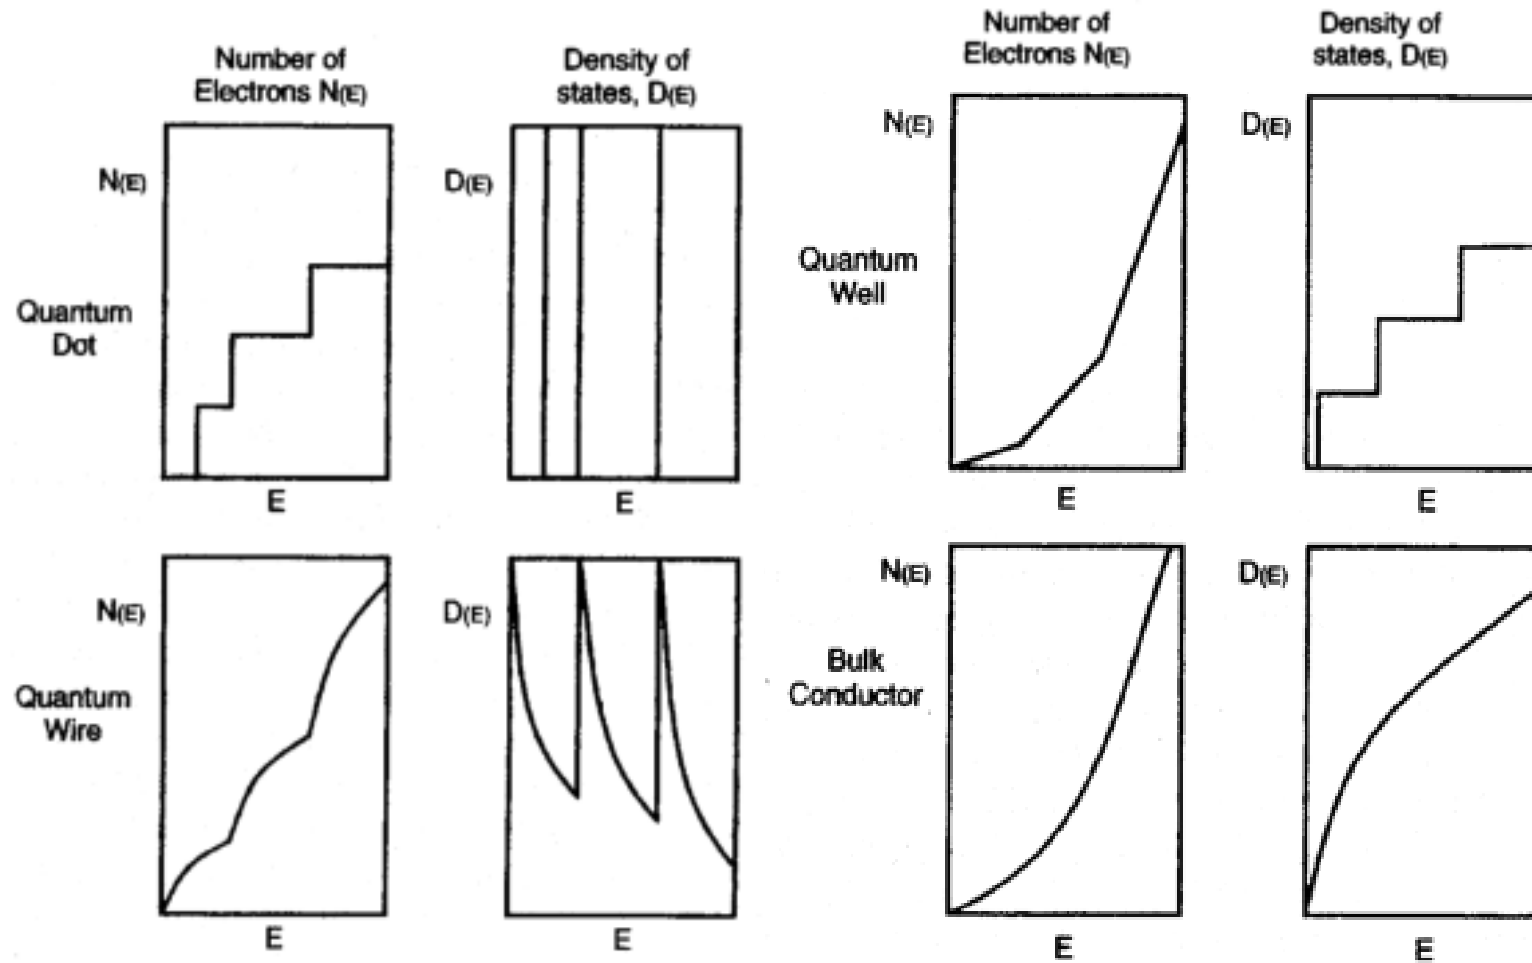 Number of
Electrons N(E)
Density of
states, D(E)
Number of
Electrons N(E)
Density of
states, D(E)
N(E)
D(E)
N(E)
D(E)
Quantum
Dot
Quantum
Well
E
E
E
E
N(E)
D(E)
N(E)
D(E)
Quantum
Wire
Bulk
Conductor
E
E
E
E